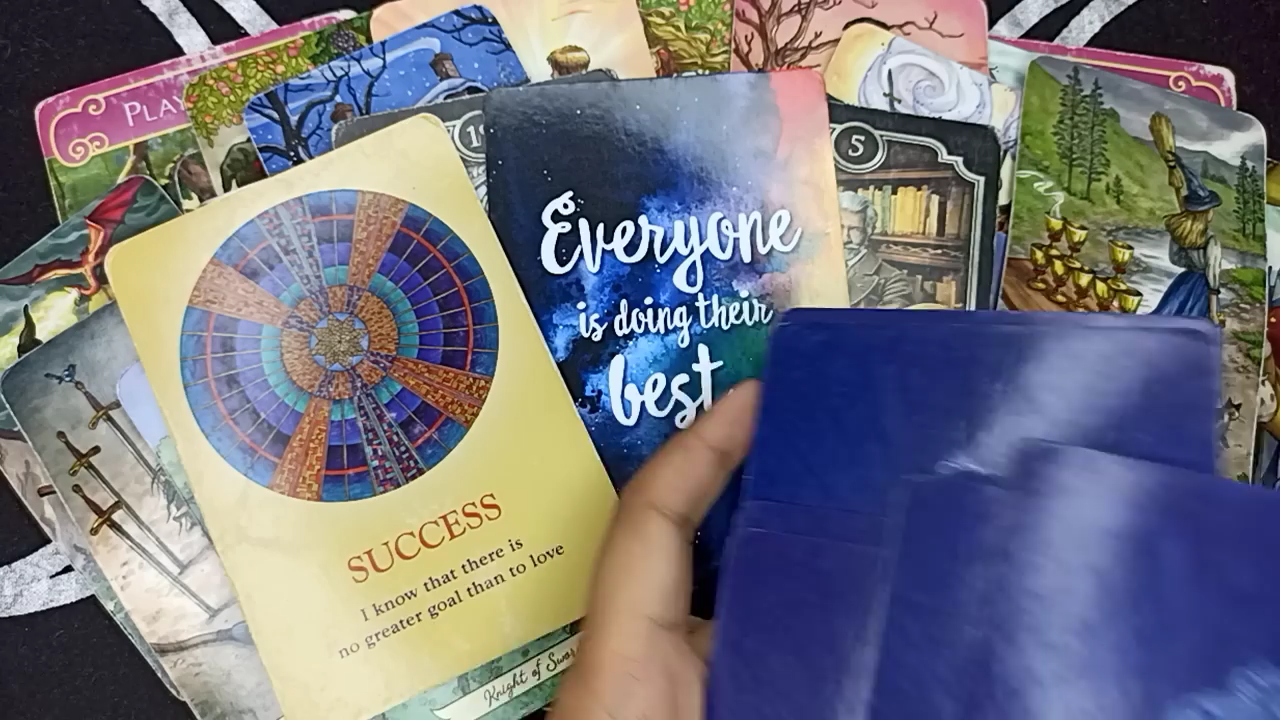 PLAY
5
Everyone
is doing their
best
SUCCESS
I know that there is
no greater goal than to love
Knight of